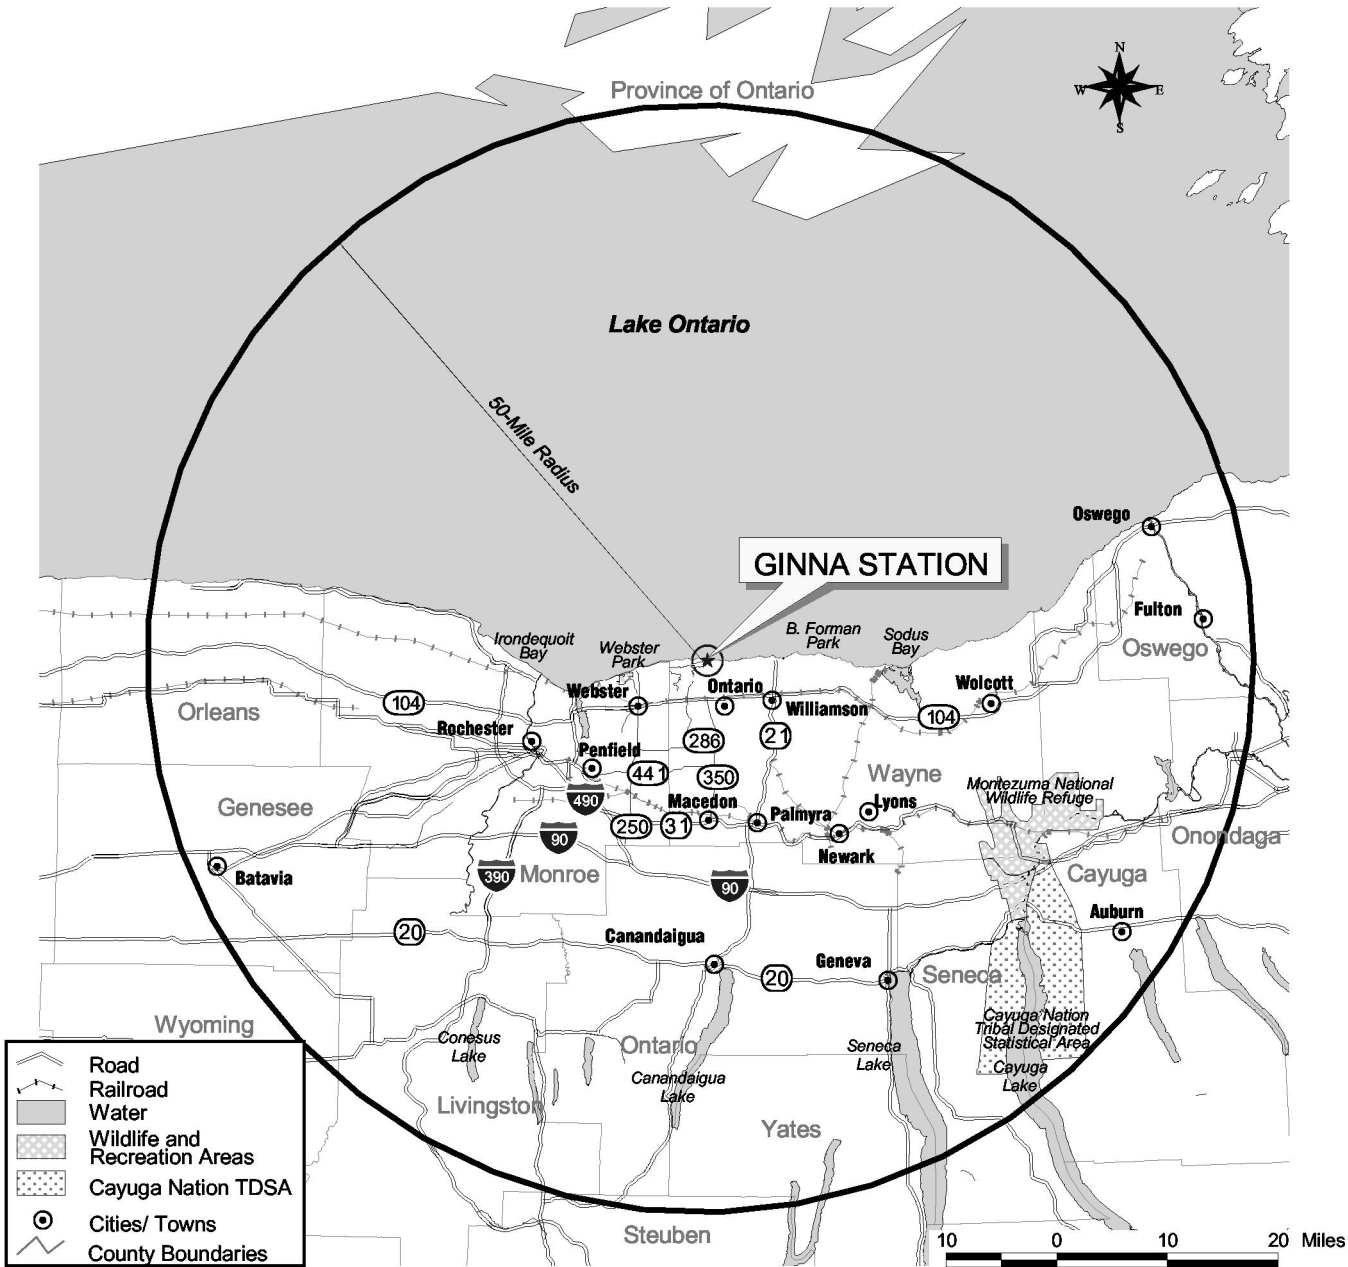 Province of Ontario
N
W
E
S
Lake Ontario
50-Mile Radius
Oswego
GINNA STATION
Fulton
Oswego
B. Forman
Park
Sodus
Bay
Irondequoit
Bay
Webster
Park
Webster
Ontario
Williamson
Wolcott
104
104
Orleans
Rochester
286
21
Penfield
441
350
Wayne
Montezuma National
Wildlife Refuge
Genesee
490
Macedon
Palmyra
Lyons
250
31
90
Newark
Onondaga
Batavia
390
Monroe
90
Cayuga
Auburn
20
Canandaigua
20
Geneva
Seneca
Wyoming
Conesus
Lake
Ontario
Canandaigua
Lake
Seneca
Lake
Cayuga Nation
Tribal Designated
Statistical Area
Cayuga
Lake
Livingston
Yates
Steuben
Road
Railroad
Water
Wildlife and
Recreation Areas
Cayuga Nation TDSA
Cities/ Towns
County Boundaries
10 0 10 20 Miles